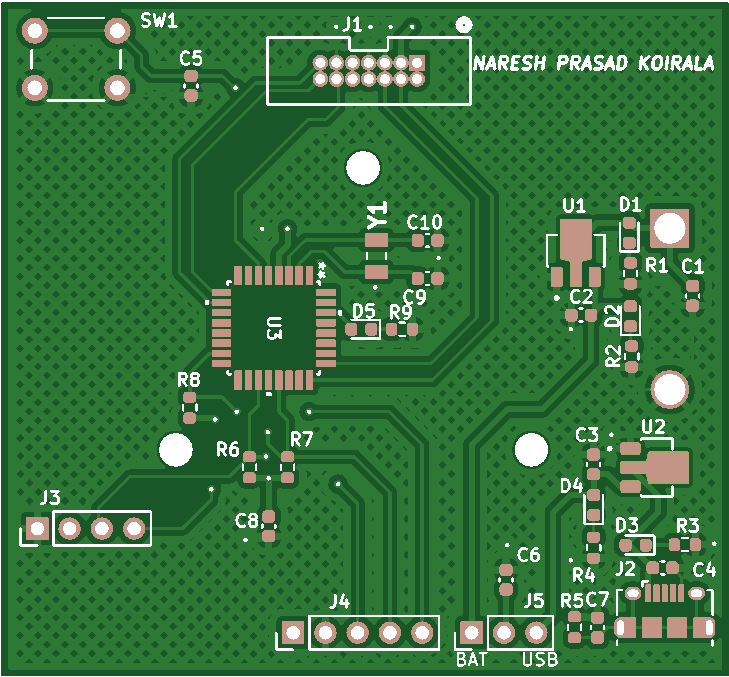 SW1
J1
NARESH PRASAD KOIRALA
C5
Y1
C10
U1
D1
R1
C1
**
C9
C2
D5
R9
D2
U3
R2
R8
R6
R7
C3
U2
D4
J3
C8
D3
R3
C6
J2
C4
R4
J4
J5
R5
C7
BAT
USB